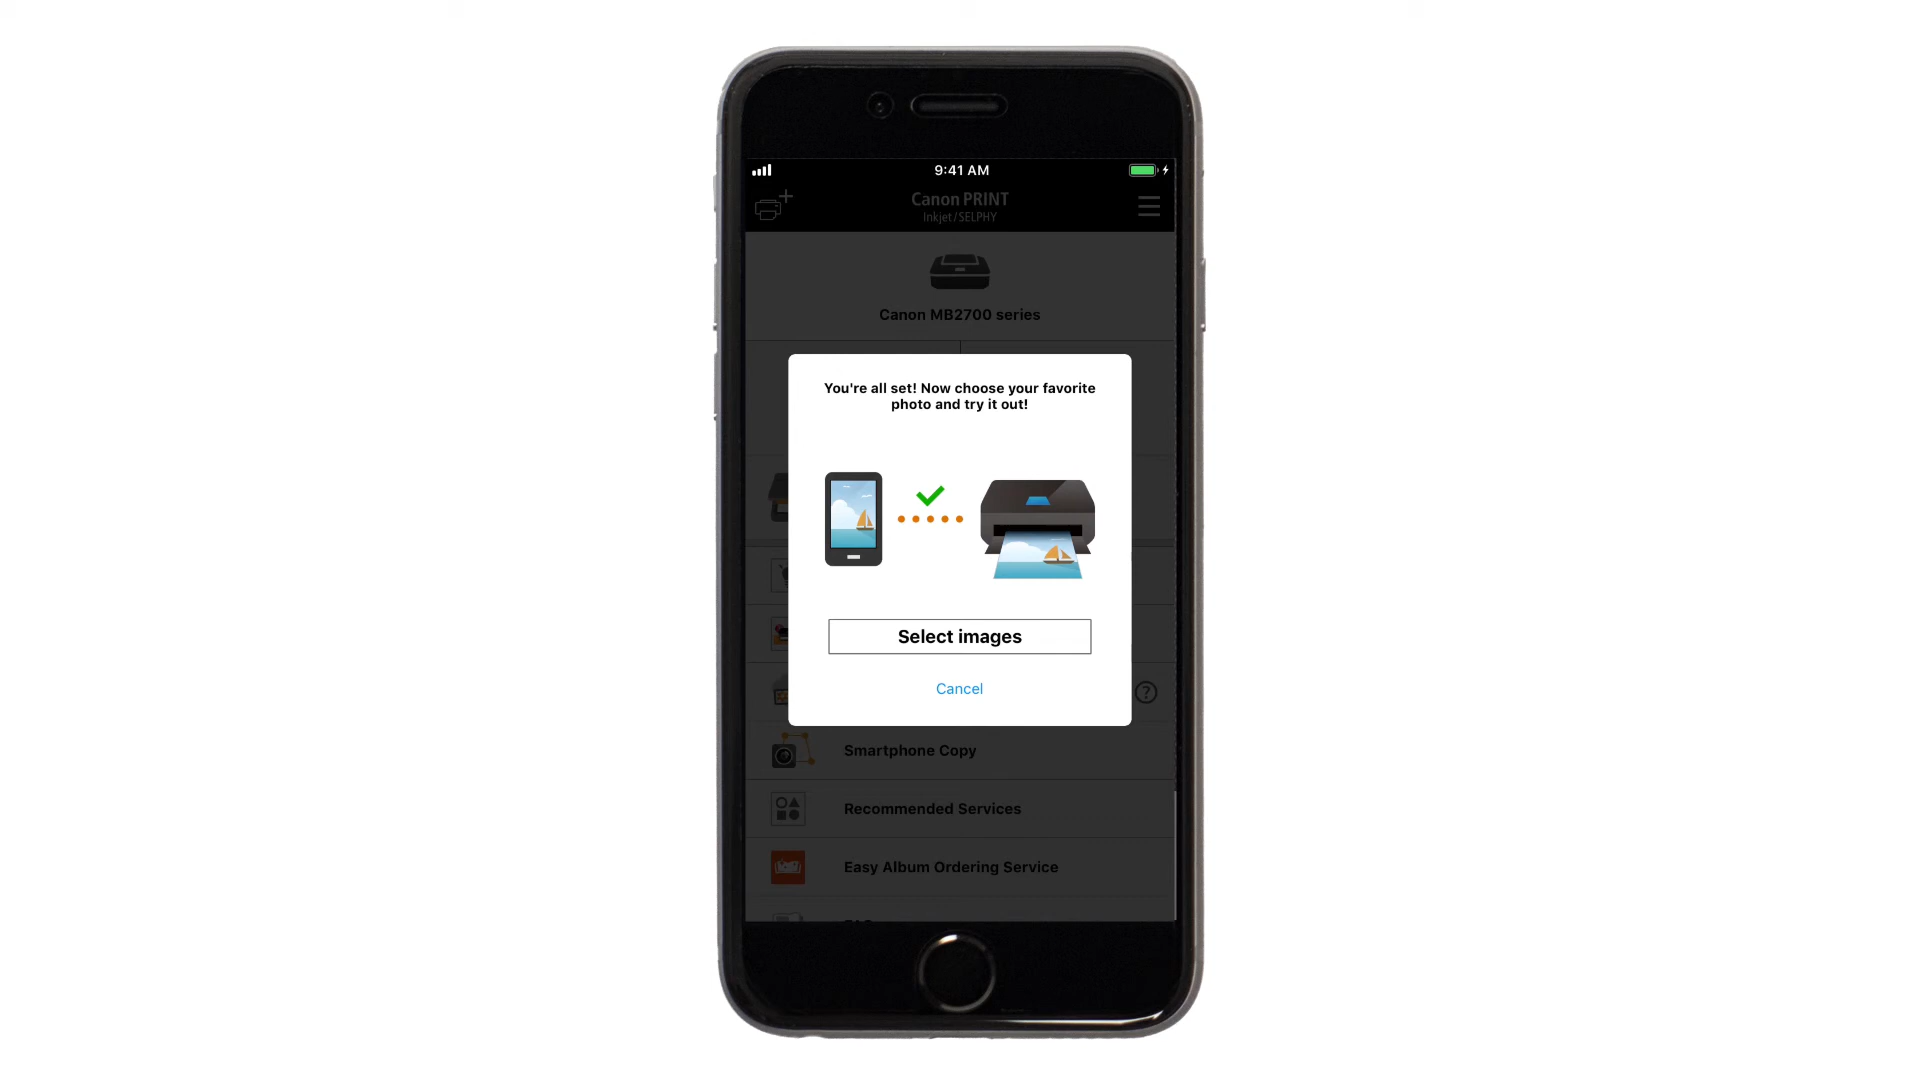 9:41 AM
Canon PRINT
Inkjet/SELPHY
Canon MB2700 series
You're all set! Now choose your favorite
photo and try it out!
Select images
Cancel
?
Smartphone Copy
Recommended Services
Easy Album Ordering Service